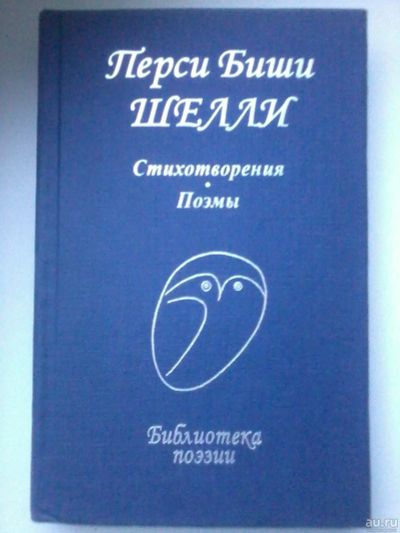 Перси Биши
ШЕЛЛИ
Стихотворения
•
Поэмы
Библиотека
поэзии
au.ru